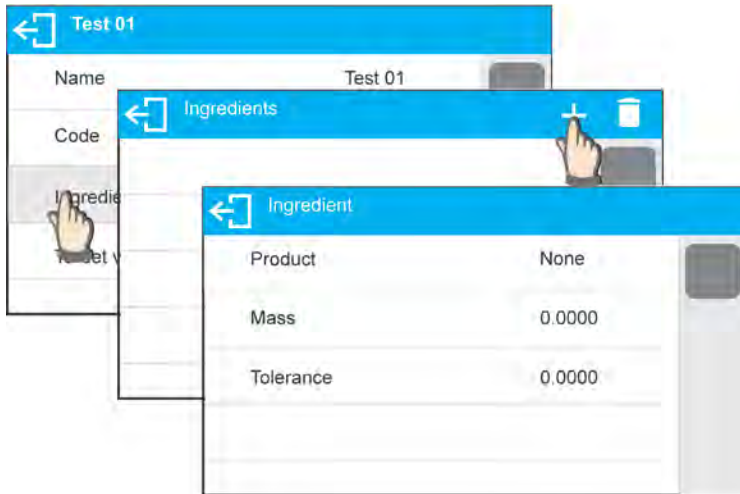 Test 01
Name Test 01
Code
Ingredients
Ingredient
Product None
Mass 0.0000
Tolerance 0.0000